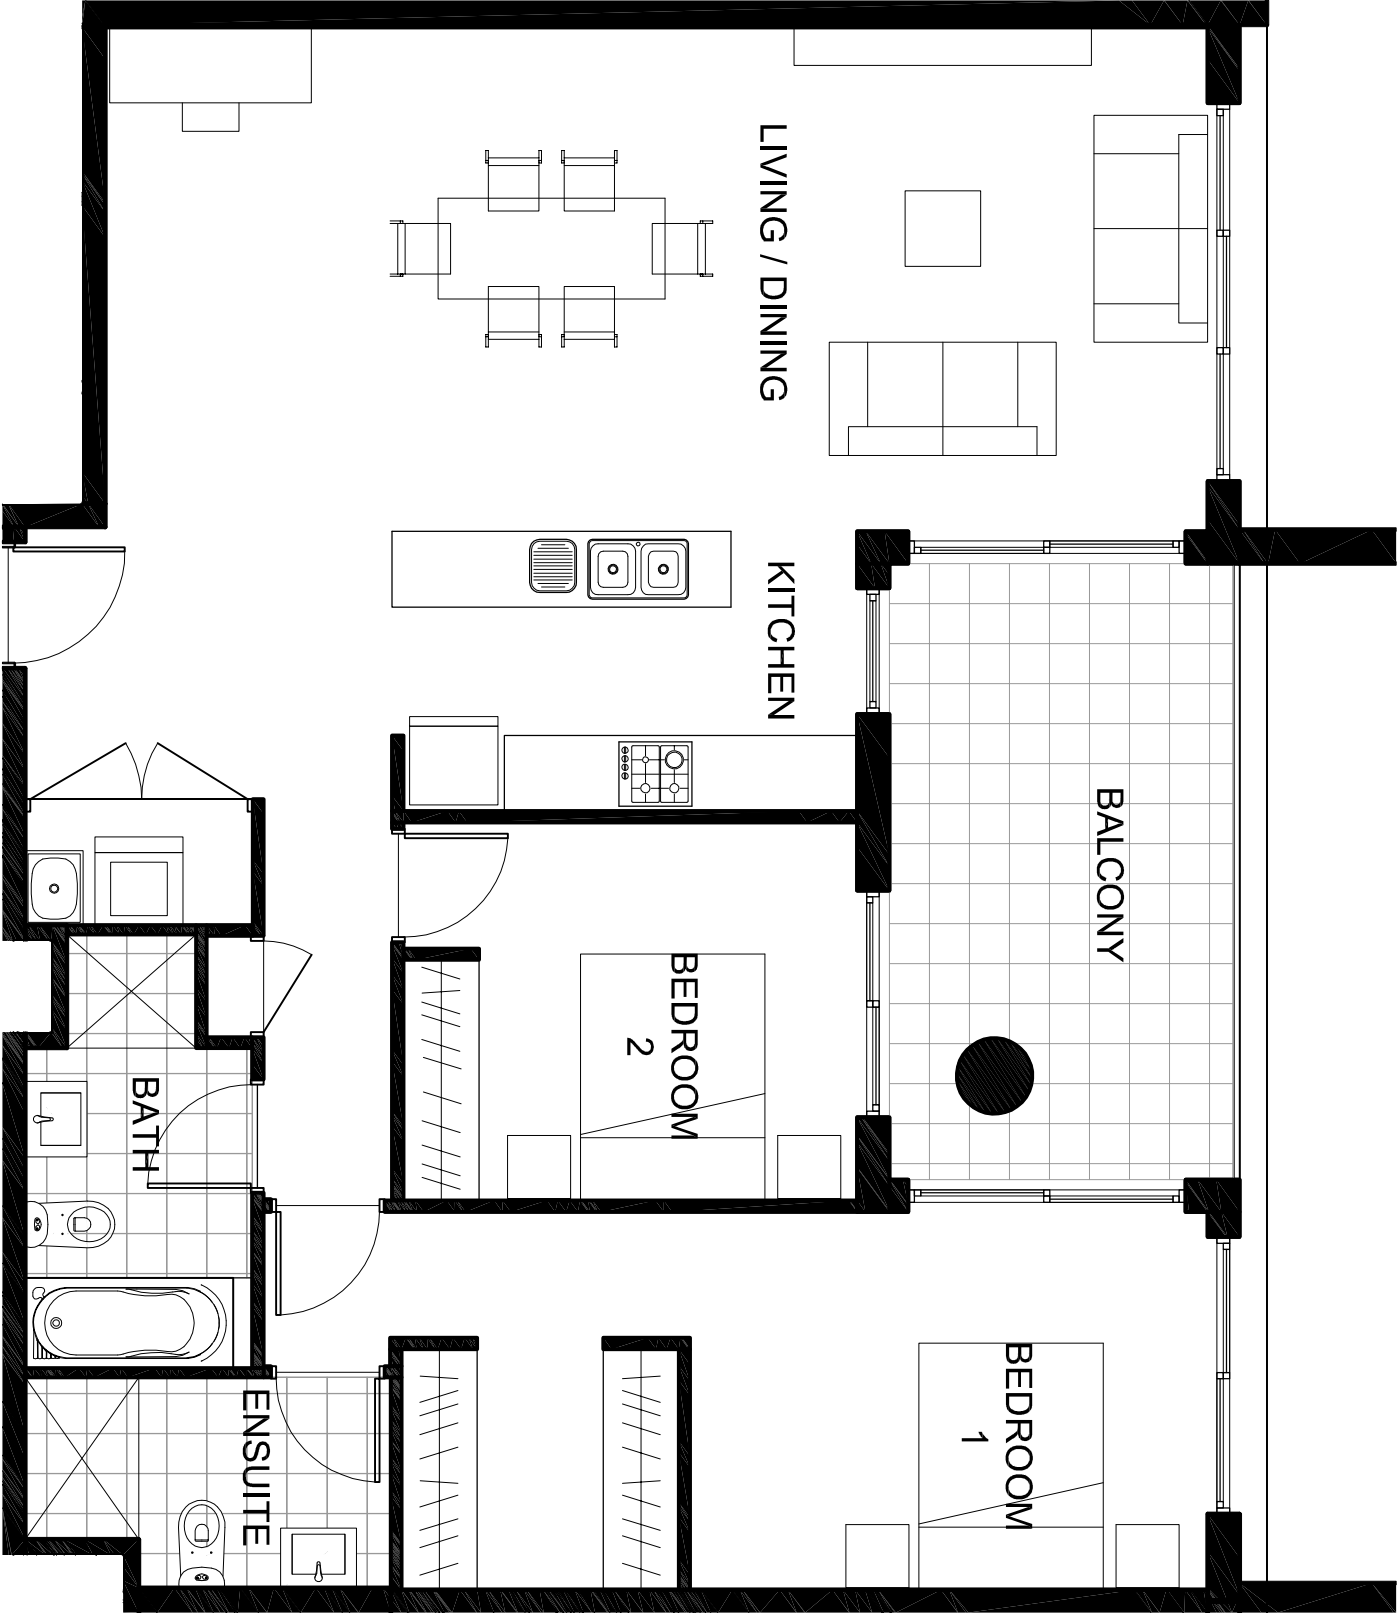 LIVING / DINING
KITCHEN
BALCONY
BEDROOM
2
BATH
BEDROOM
1
ENSUITE